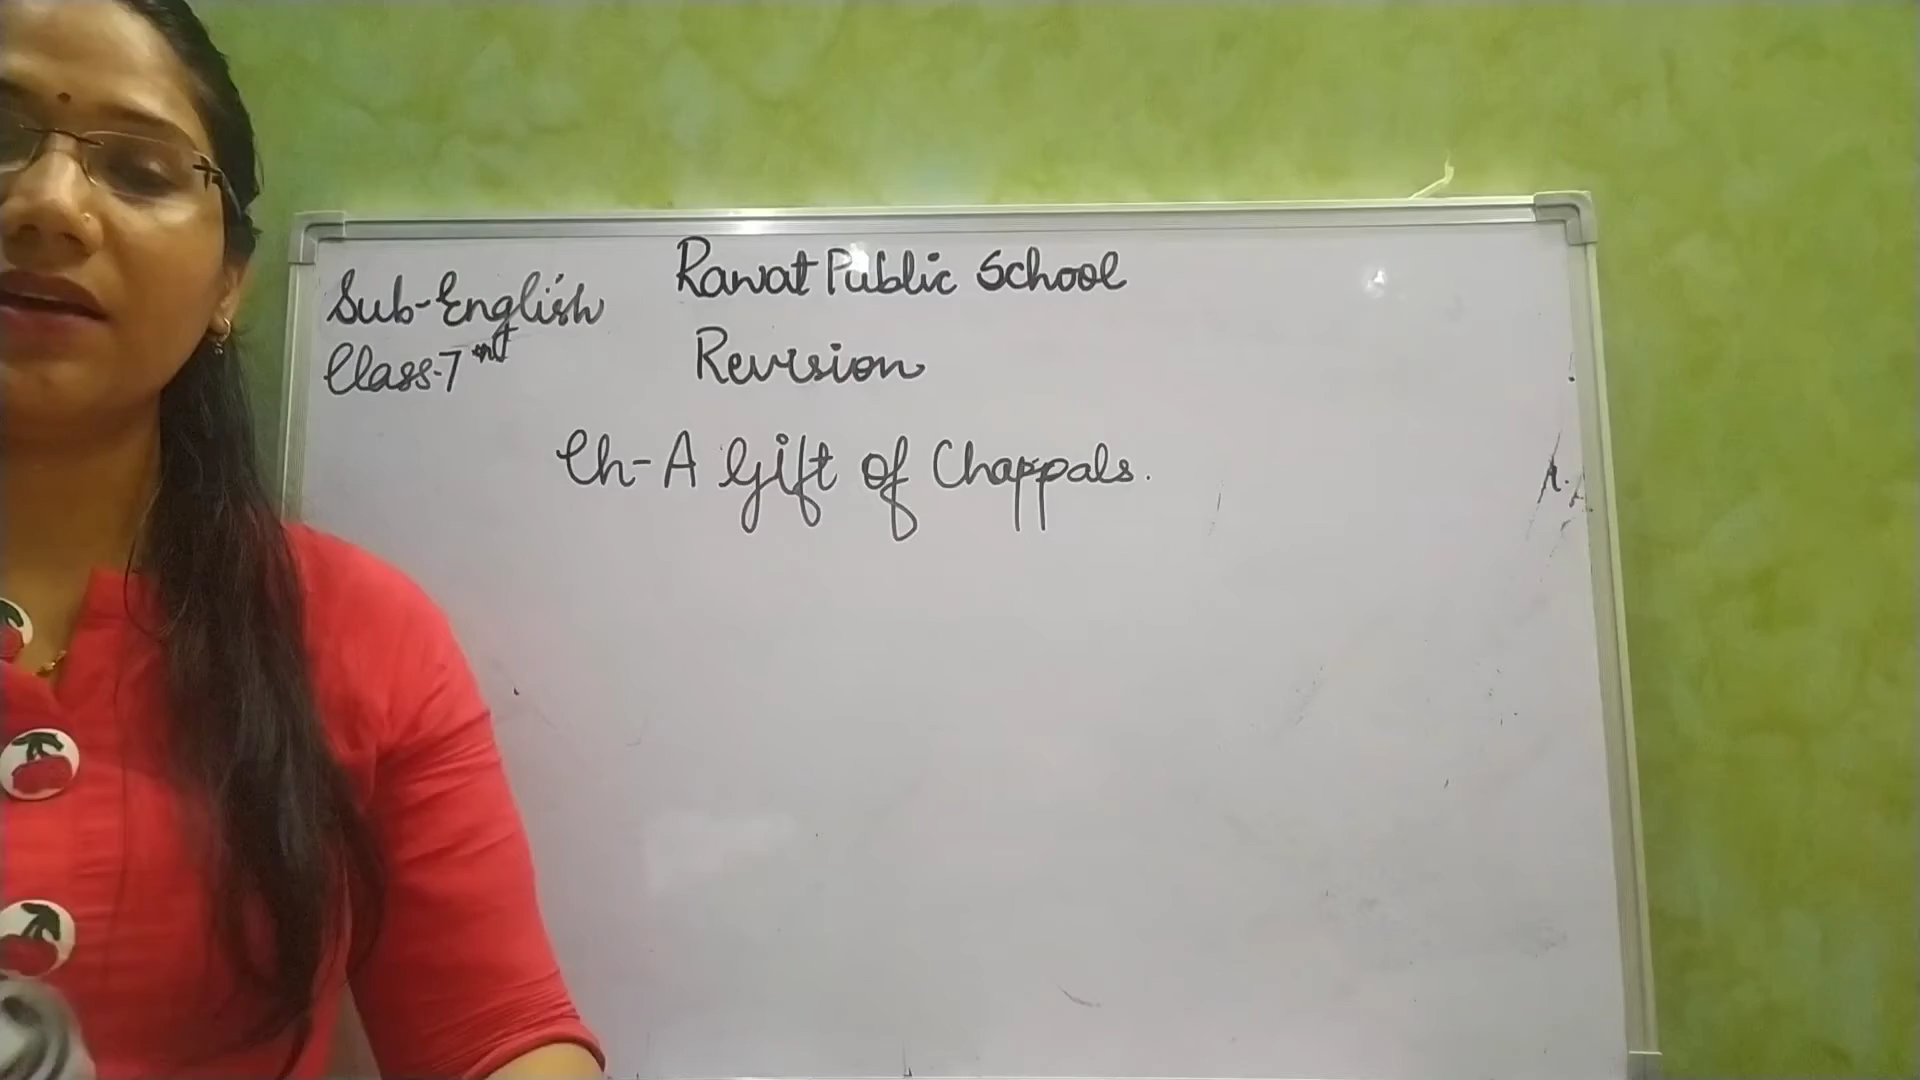 Rawat Public School
Sub-English
Class-7th
Revision
Ch-A Gift of Chappals.